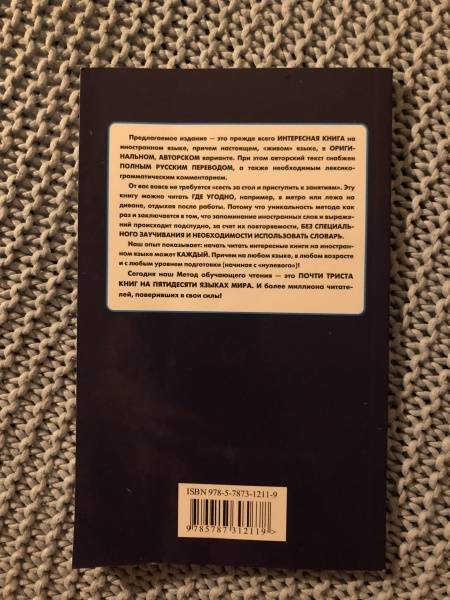 Предлагаемое издание — это прежде всего ИНТЕРЕСНАЯ КНИГА на
иностранном языке, причем настоящем, «живом» языке, в ОРИГИ-
НАЛЬНОМ, АВТОРСКОМ варианте. При этом авторский текст снабжен
ПОЛНЫМ РУССКИМ ПЕРЕВОДОМ, а также необходимым лексико-
грамматическим комментарием.
От вас вовсе не требуется «сесть за стол и приступить к занятиям». Эту
книгу можно читать ГДЕ УГОДНО, например, в метро или лежа на
диване, отдыхая после работы. Потому что уникальность метода как
раз и заключается в том, что запоминание иностранных слов и выраже-
ний происходит подспудно, за счет их повторяемости, БЕЗ СПЕЦИАЛЬ-
НОГО ЗАУЧИВАНИЯ И НЕОБХОДИМОСТИ ИСПОЛЬЗОВАТЬ СЛОВАРЬ.
Наш опыт показывает: начать читать интересные книги на иностран-
ном языке может КАЖДЫЙ. Причем на любом языке, в любом возрасте и
с любым уровнем подготовки (начиная с «нулевого»)!
Сегодня наш Метод обучающего чтения — это ПОЧТИ ТРИСТА
КНИГ НА ПЯТИДЕСЯТИ ЯЗЫКАХ МИРА. И более миллиона читате-
лей, поверивших в свои силы!
ISBN 978-5-7873-1211-9
9 785787 312119 >